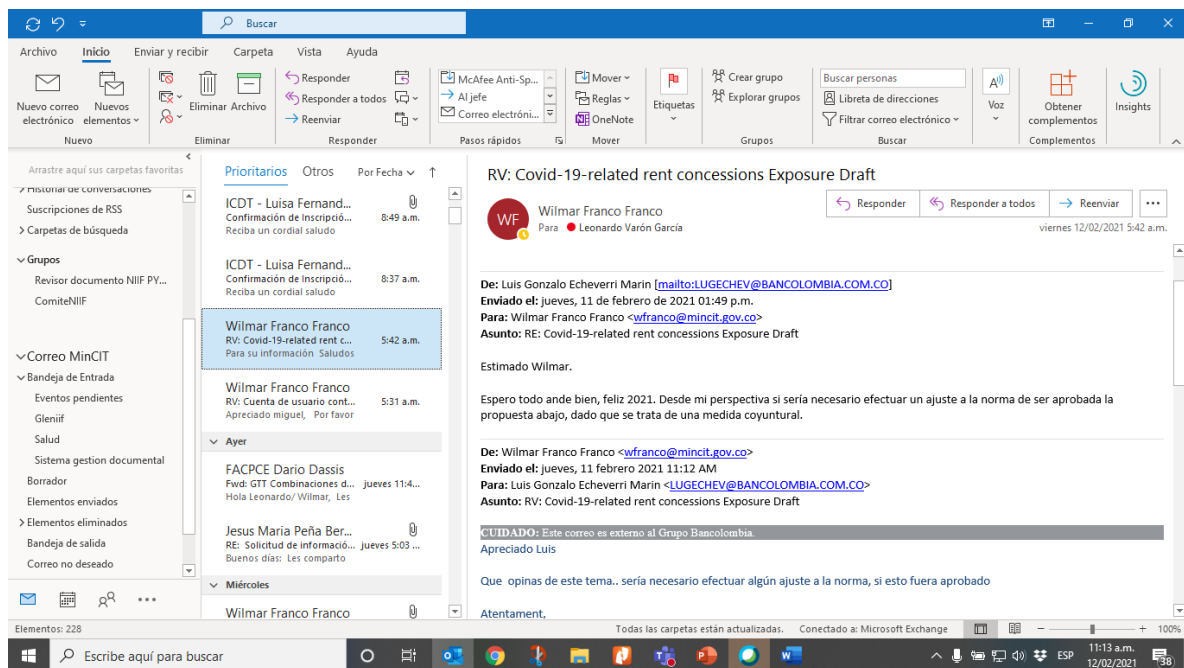 Buscar
Archivo Inicio Enviar y recibir Carpeta Vista Ayuda
Nuevo correo electrónico
Nuevos elementos
Nuevo
Eliminar Archivo
Eliminar
Responder
Responder a todos
Reenviar
Responder
McAfee Anti-Sp...
Al jefe
Correo electróni...
Pasos rápidos
Mover
Reglas
OneNote
Mover
Etiquetas
Crear grupo
Explorar grupos
Grupos
Buscar personas
Libreta de direcciones
Filtrar correo electrónico
Buscar
A
Voz
Obtener complementos
Complementos
Insights
Arrastre aquí sus carpetas favoritas
Historial de conversaciones
Suscripciones de RSS
Carpetas de búsqueda
Grupos
Revisor documento NIIF PY...
ComiteNIIF
Correo MinCIT
Bandeja de Entrada
Eventos pendientes
Gleniif
Salud
Sistema gestion documental
Borrador
Elementos enviados
Elementos eliminados
Bandeja de salida
Correo no deseado
Prioritarios Otros Por Fecha
ICDT - Luisa Fernand...
Confirmación de Inscripció... 8:49 a.m.
Reciba un cordial saludo
ICDT - Luisa Fernand...
Confirmación de Inscripció... 8:37 a.m.
Reciba un cordial saludo
Wilmar Franco Franco
RV: Covid-19-related rent c... 5:42 a.m.
Para su información Saludos
Wilmar Franco Franco
RV: Cuenta de usuario cont... 5:31 a.m.
Apreciado miguel, Por favor
Ayer
FACPCE Dario Dassis
Fwd: GTT Combinaciones d... jueves 11:4...
Hola Leonardo/ Wilmar, Les
Jesus Maria Peña Ber...
RE: Solicitud de informació... jueves 5:03 ...
Buenos días: Les comparto
Miércoles
Wilmar Franco Franco
RV: Covid-19-related rent concessions Exposure Draft
WF
Wilmar Franco Franco
Para Leonardo Varón García
Responder Responder a todos Reenviar ...
viernes 12/02/2021 5:42 a.m.
De: Luis Gonzalo Echeverri Marin [mailto:LUGECHEV@BANCOLOMBIA.COM.CO]
Enviado el: jueves, 11 de febrero de 2021 01:49 p.m.
Para: Wilmar Franco Franco <wfranco@mincit.gov.co>
Asunto: RE: Covid-19-related rent concessions Exposure Draft
Estimado Wilmar.
Espero todo ande bien, feliz 2021. Desde mi perspectiva si sería necesario efectuar un ajuste a la norma de ser aprobada la
propuesta abajo, dado que se trata de una medida coyuntural.
De: Wilmar Franco Franco <wfranco@mincit.gov.co>
Enviado el: jueves, 11 febrero 2021 11:12 AM
Para: Luis Gonzalo Echeverri Marin <LUGECHEV@BANCOLOMBIA.COM.CO>
Asunto: RV: Covid-19-related rent concessions Exposure Draft
CUIDADO: Este correo es externo al Grupo Bancolombia.
Apreciado Luis
Que opinas de este tema.. sería necesario efectuar algún ajuste a la norma, si esto fuera aprobado
Atentament,
Elementos: 228
Todas las carpetas están actualizadas. Conectado a: Microsoft Exchange
100%
Escribe aquí para buscar
ESP
11:13 a.m.
12/02/2021
38